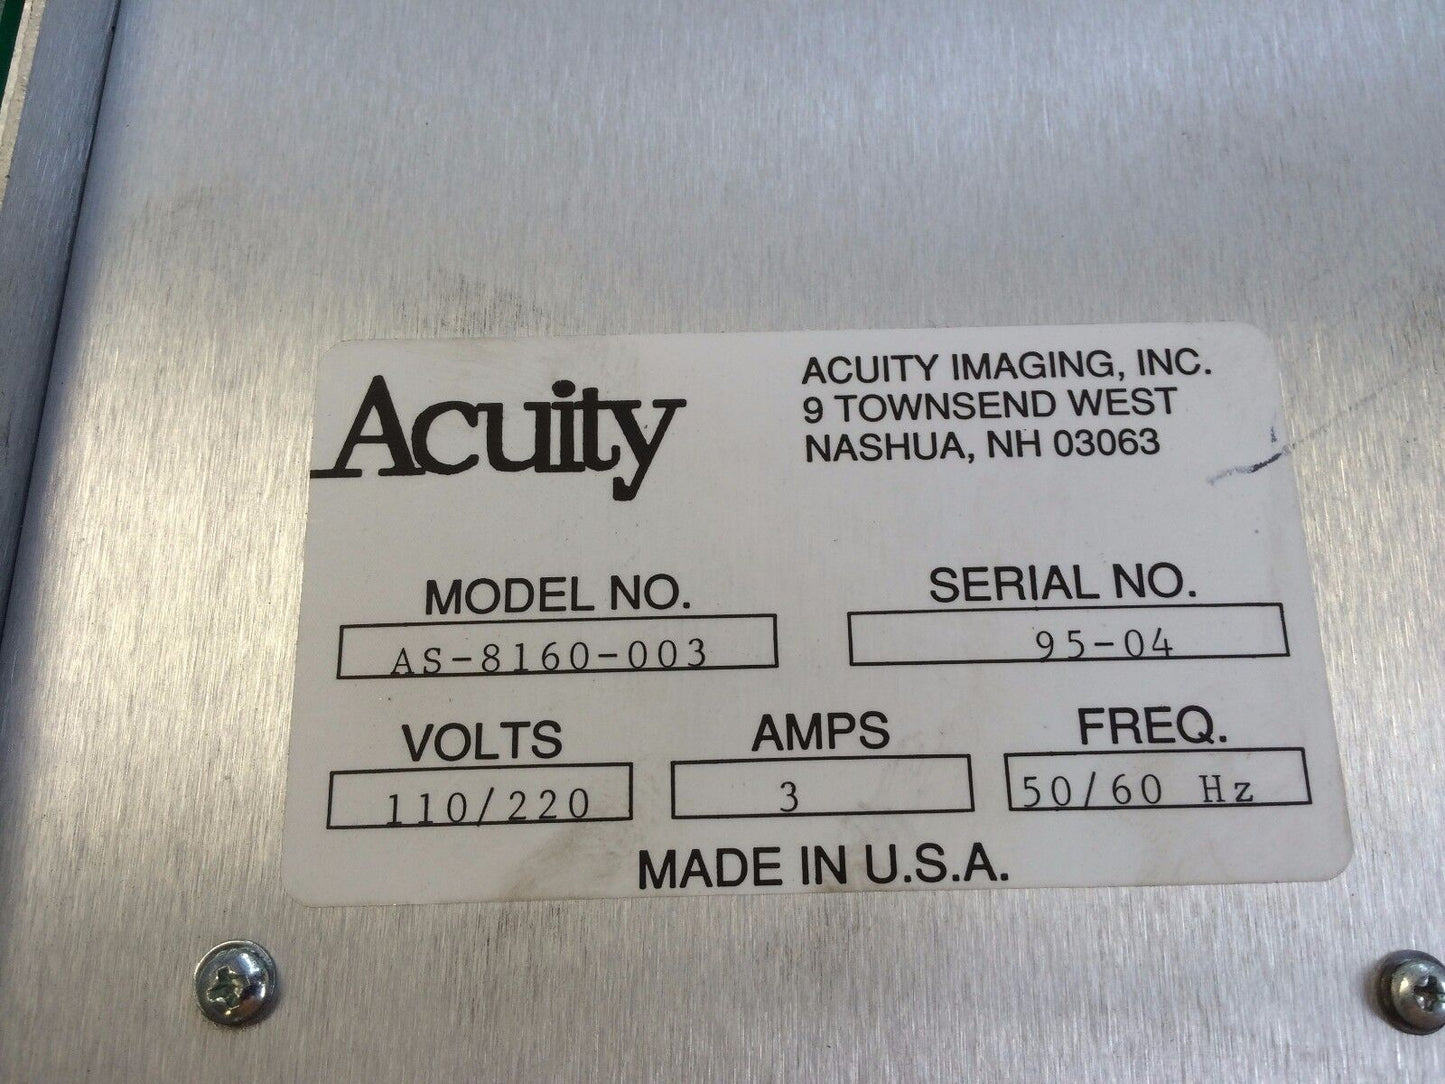 Acuity
ACUITY IMAGING, INC.
9 TOWNSEND WEST
NASHUA, NH 03063
MODEL NO.
AS-8160-003
SERIAL NO.
95-04
VOLTS
110/220
AMPS
3
FREQ.
50/60 Hz
MADE IN U.S.A.